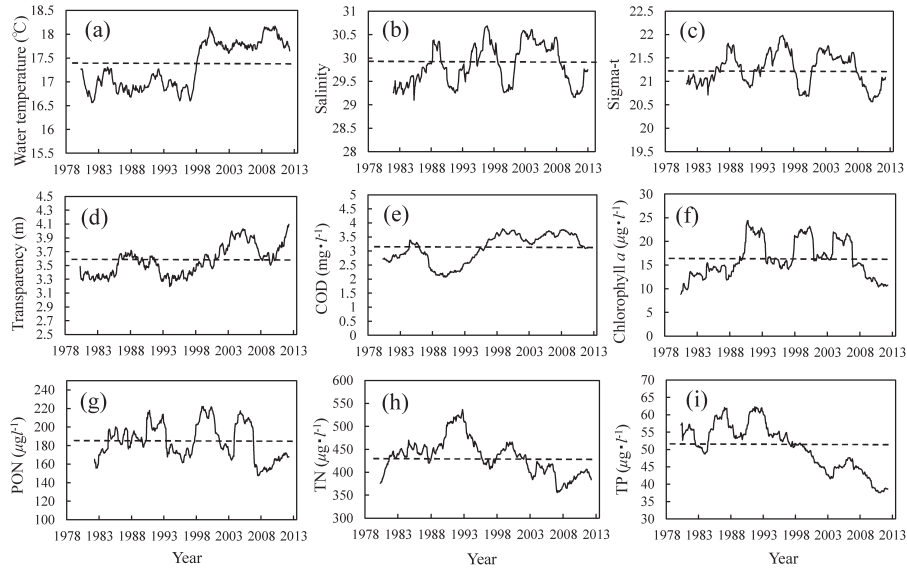 (a)
Water temperature (℃)
18.5
17.8
17.4
16.9
16.1
15.5
1978 1983 1988 1993 1998 2003 2008 2013
(b)
Salinity
31
30.5
30
29.5
29
28.5
28
1978 1983 1988 1993 1998 2003 2008 2013
(c)
Sigma-t
22.5
22
21.5
21
20.5
20
19.5
1978 1983 1988 1993 1998 2003 2008 2013
(d)
Transparency (m)
4.5
4.3
4.1
3.9
3.7
3.5
3.3
3.1
2.9
2.7
2.5
1978 1983 1988 1993 1998 2003 2008 2013
(e)
COD (mg・l⁻¹)
5
4.5
4
3.5
3
2.5
2
1.5
1
0.5
0
1978 1983 1988 1993 1998 2003 2008 2013
(f)
Chlorophyll a (μg・l⁻¹)
30
25
20
15
10
5
0
1978 1983 1988 1993 1998 2003 2008 2013
(g)
PON (μgl⁻¹)
220
240
200
180
160
140
120
100
1978 1983 1988 1993 1998 2003 2008 2013
Year
(h)
TN (μg・l⁻¹)
600
550
500
450
400
350
300
1978 1983 1988 1993 1998 2003 2008 2013
Year
(i)
TP (μg・l⁻¹)
70
65
60
55
50
45
40
35
30
1978 1983 1988 1993 1998 2003 2008 2013
Year